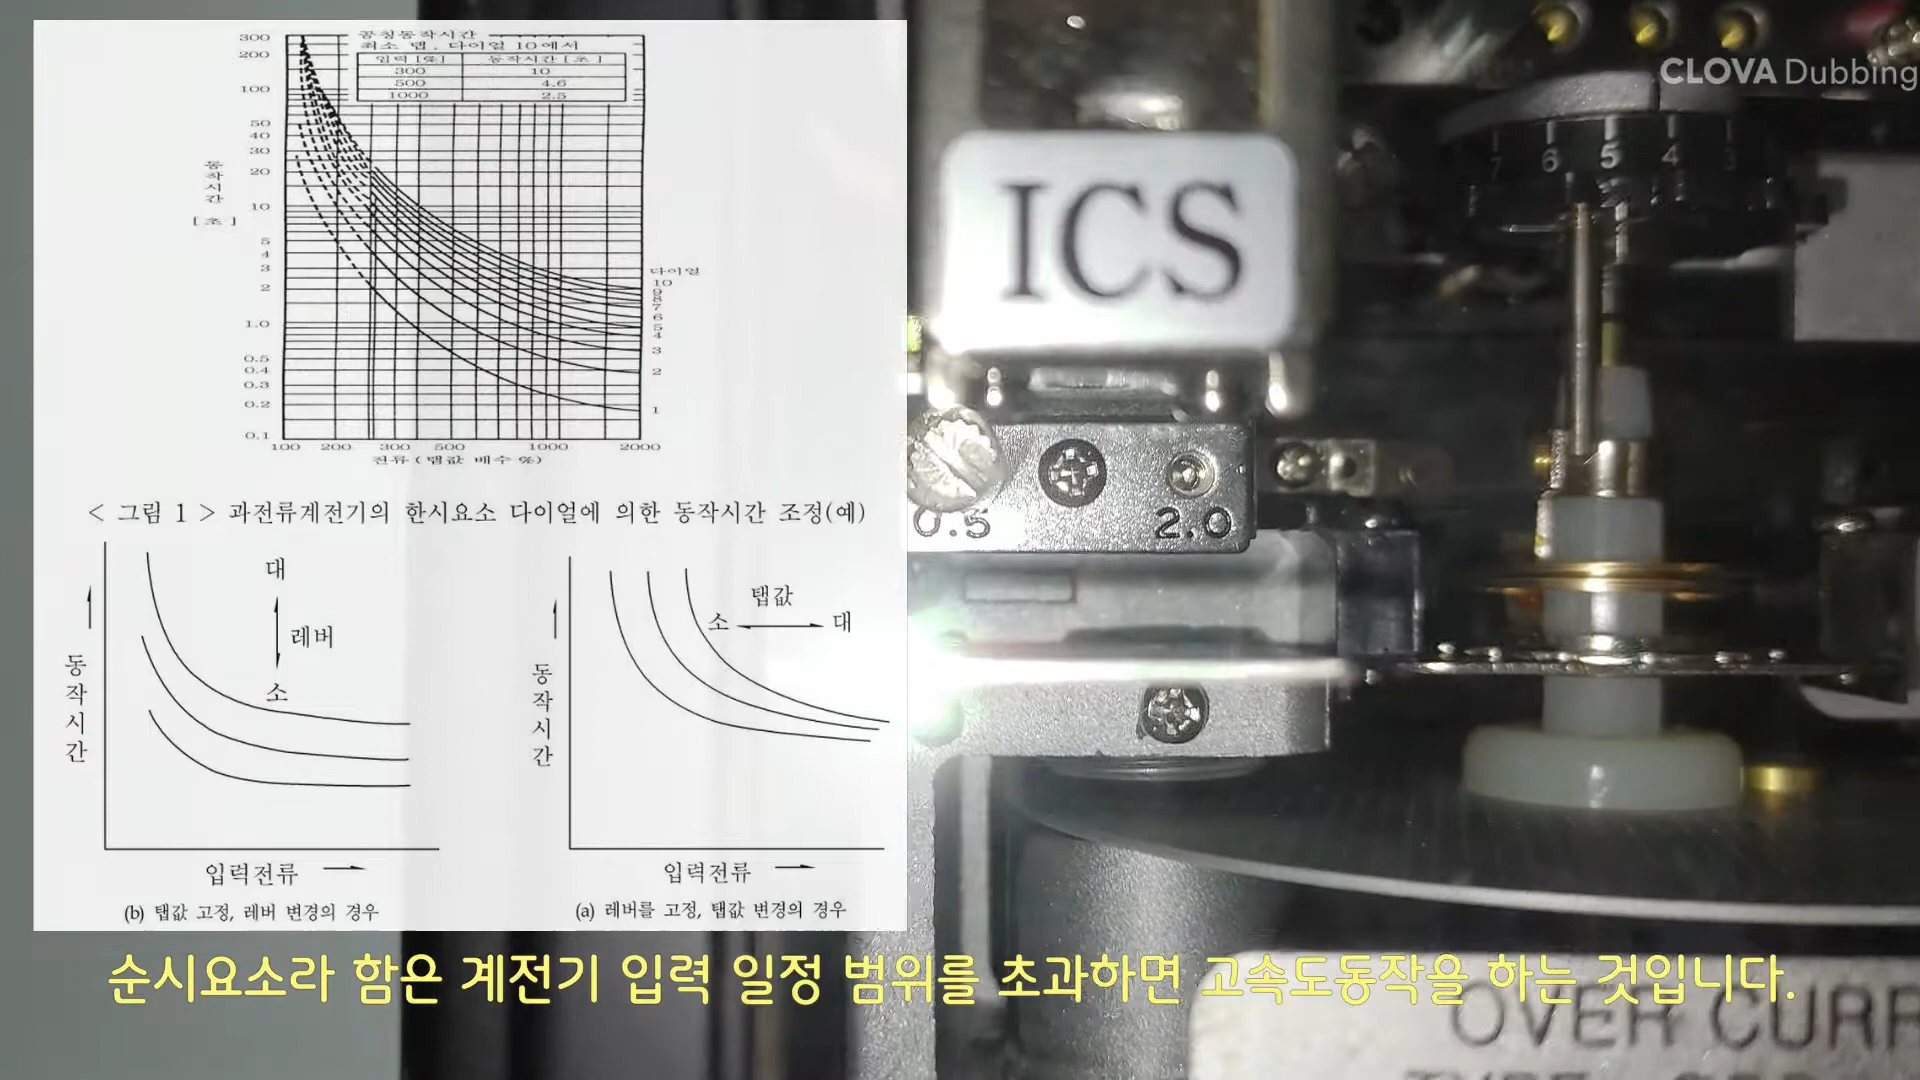 CLOVA Dubbing
공칭동작시간
최소 탭, 다이얼 10에서
입력 [%] 동작시간 [초]
300 10
500 4.6
1000 2.5
300
200
100
50
40
30
20
10
5
4
3
2
1.0
0.5
0.4
0.3
0.2
0.1
동작시간
[초]
다이얼
10
9
8
7
6
5
4
3
2
1
100 200 300 500 1000 2000
전류 (탭값 배수 %)
< 그림 1 > 과전류계전기의 한시요소 다이얼에 의한 동작시간 조정(예)
대
레버
소
동작시간
입력전류
(b) 탭값 고정, 레버 변경의 경우
탭값
소 대
동작시간
입력전류
(a) 레버를 고정, 탭값 변경의 경우
ICS
0.5 2.0
7 6 5 4 3
순시요소라 함은 계전기 입력 일정 범위를 초과하면 고속도동작을 하는 것입니다.
OVER CURR